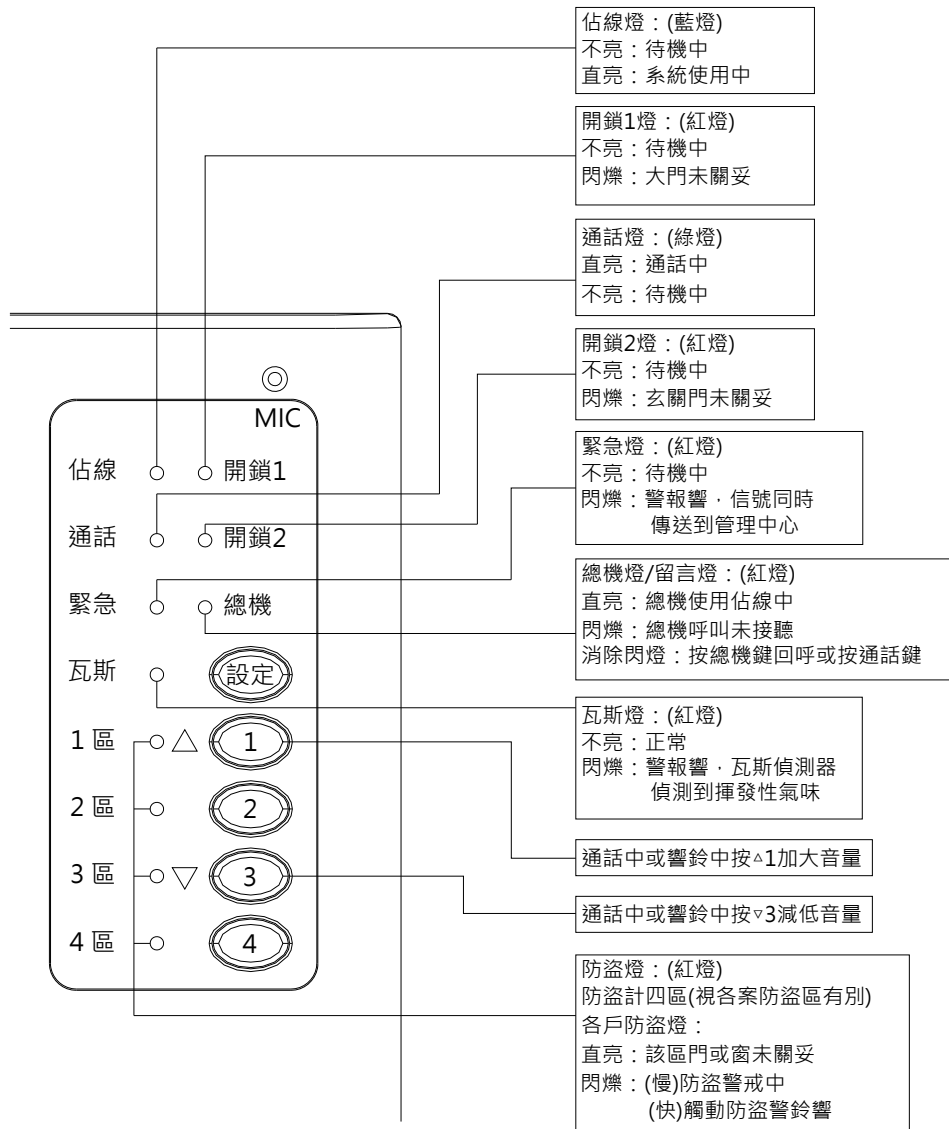 佔線燈：(藍燈)
不亮：待機中
直亮：系統使用中
開鎖1燈：(紅燈)
不亮：待機中
閃爍：大門未關妥
通話燈：(綠燈)
直亮：通話中
不亮：待機中
開鎖2燈：(紅燈)
不亮：待機中
閃爍：玄關門未關妥
緊急燈：(紅燈)
不亮：待機中
閃爍：警報響，信號同時
傳送到管理中心
總機燈/留言燈：(紅燈)
直亮：總機使用佔線中
閃爍：總機呼叫未接聽
消除閃燈：按總機鍵回呼或按通話鍵
瓦斯燈：(紅燈)
不亮：正常
閃爍：警報響，瓦斯偵測器
偵測到揮發性氣味
通話中或響鈴中按△1加大音量
通話中或響鈴中按▽3減低音量
防盜燈：(紅燈)
防盜計四區(視各案防盜區有別)
各戶防盜燈：
直亮：該區門或窗未關妥
閃爍：(慢)防盜警戒中
(快)觸動防盜警鈴響
MIC
佔線 開鎖1
通話 開鎖2
緊急 總機
瓦斯 設定
1區 △ 1
2區 2
3區 ▽ 3
4區 4